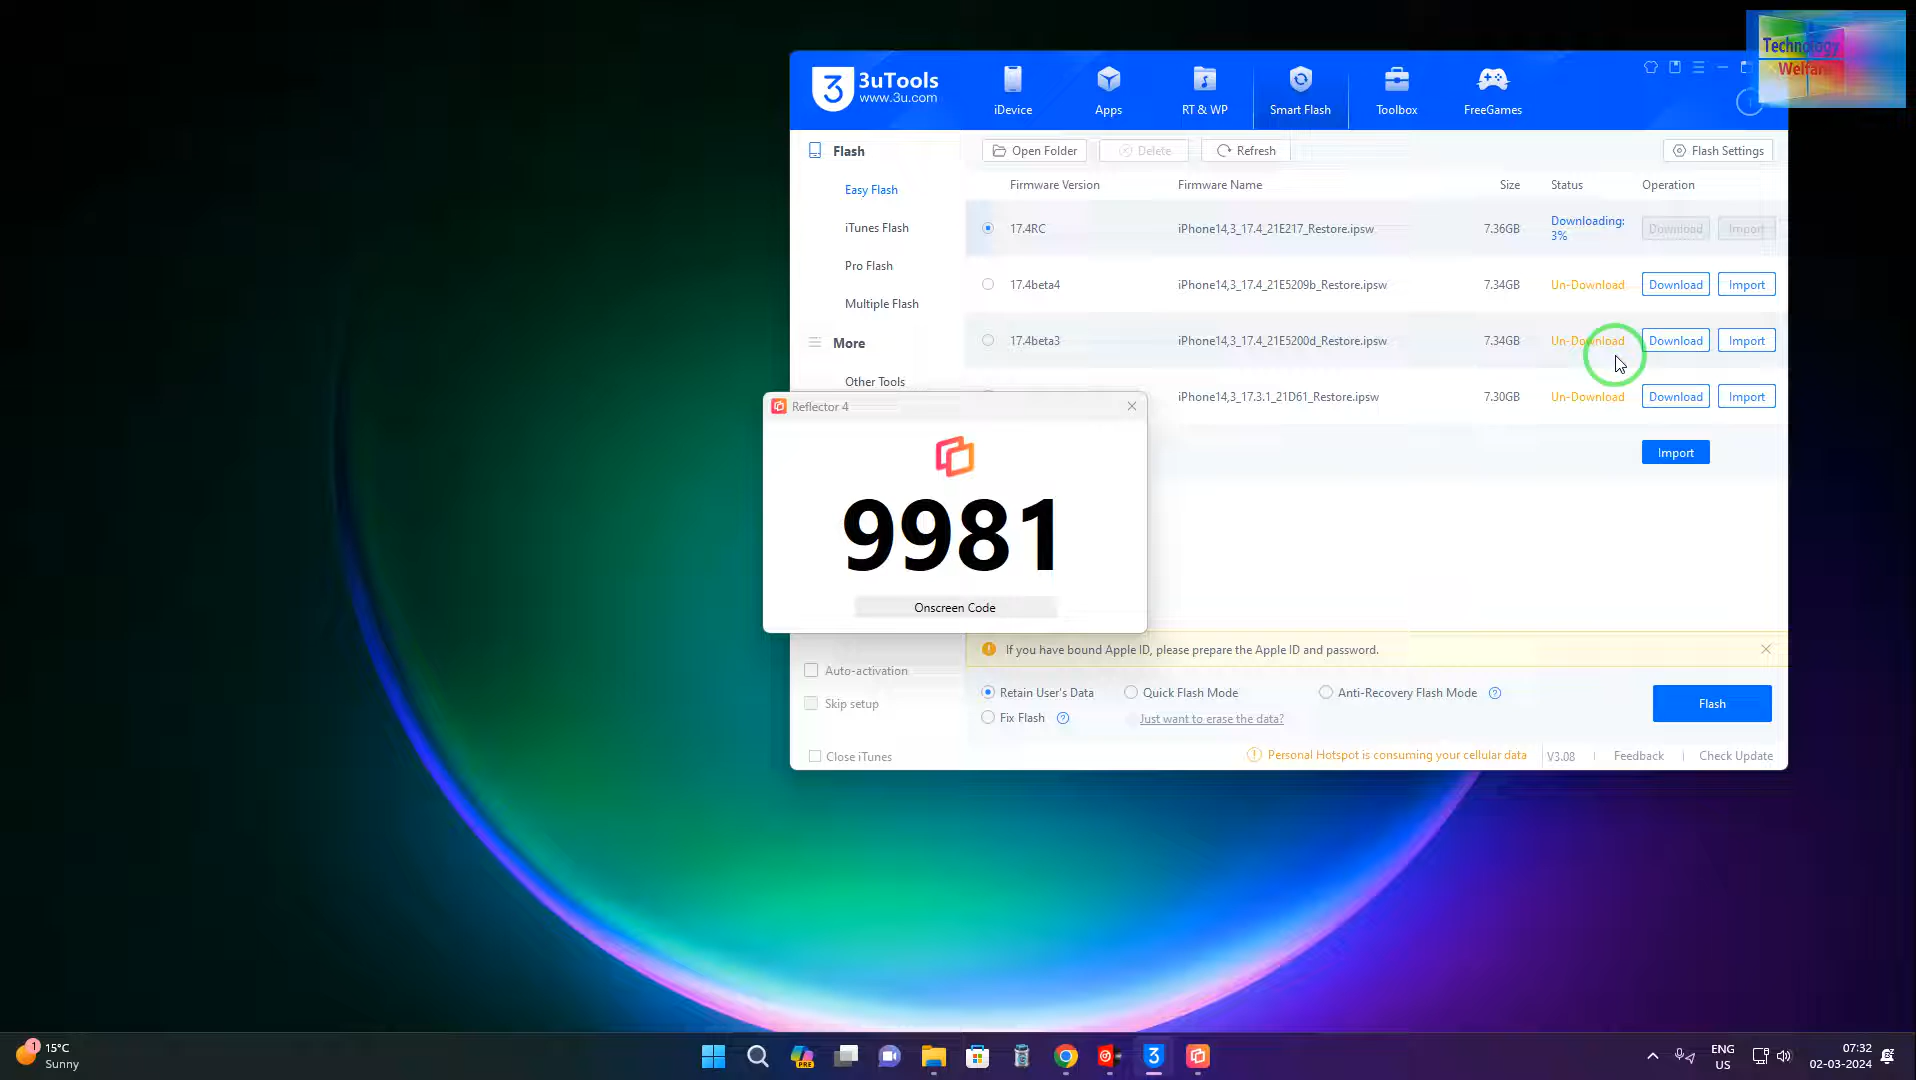 Technology
Welfare
3uTools
www.3u.com
iDevice
Apps
RT & WP
Smart Flash
Toolbox
FreeGames
Flash
Easy Flash
iTunes Flash
Pro Flash
Multiple Flash
More
Other Tools
Open Folder
Delete
Refresh
Flash Settings
Firmware Version Firmware Name Size Status Operation
17.4RC iPhone14,3_17.4_21E217_Restore.ipsw 7.36GB Downloading: 3% Download Import
17.4beta4 iPhone14,3_17.4_21E5209b_Restore.ipsw 7.34GB Un-Download Download Import
17.4beta3 iPhone14,3_17.4_21E5200d_Restore.ipsw 7.34GB Un-Download Download Import
iPhone14,3_17.3.1_21D61_Restore.ipsw 7.30GB Un-Download Download Import
Import
Reflector 4
9981
Onscreen Code
If you have bound Apple ID, please prepare the Apple ID and password.
Auto-activation
Skip setup
Retain User's Data Quick Flash Mode Anti-Recovery Flash Mode
Fix Flash Just want to erase the data?
Flash
Close iTunes
Personal Hotspot is consuming your cellular data V3.08 Feedback Check Update
1
15°C
Sunny
PRE
3
ENG
US
07:32
02-03-2024